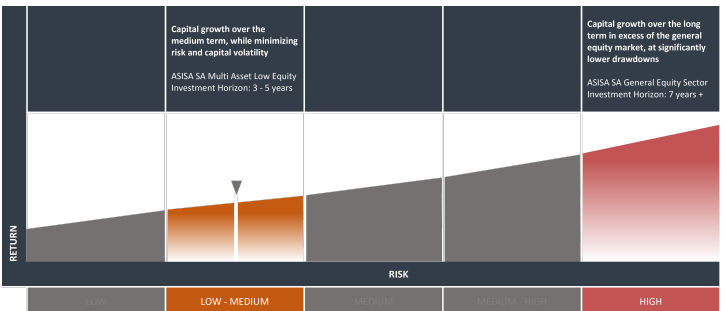 Capital growth over the
medium term, while minimizing
risk and capital volatility
ASISA SA Multi Asset Low Equity
Investment Horizon: 3 - 5 years
Capital growth over the long
term in excess of the general
equity market, at significantly
lower drawdowns
ASISA SA General Equity Sector
Investment Horizon: 7 years +
RETURN
RISK
LOW
LOW - MEDIUM
MEDIUM
MEDIUM - HIGH
HIGH